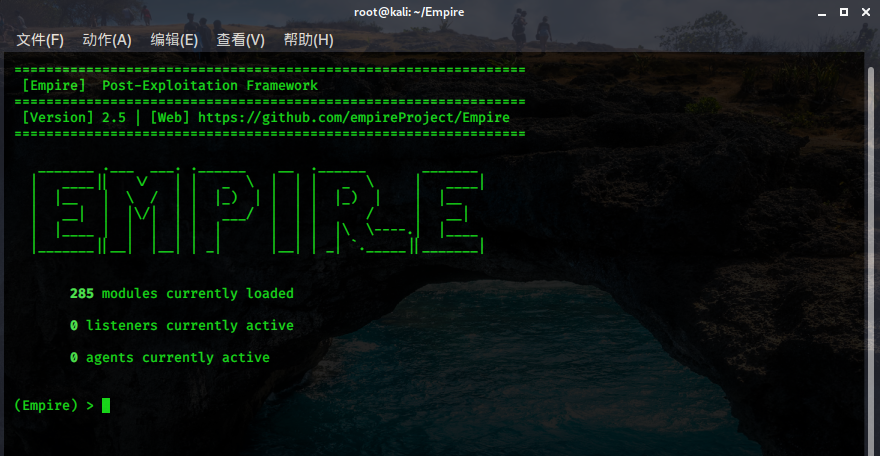 root@kali: ~/Empire
文件(F) 动作(A) 编辑(E) 查看(V) 帮助(H)
================================================================
[Empire]  Post-Exploitation Framework
================================================================
[Version] 2.5 | [Web] https://github.com/empireProject/Empire
================================================================
EMPIRE
285 modules currently loaded
0 listeners currently active
0 agents currently active
(Empire) >